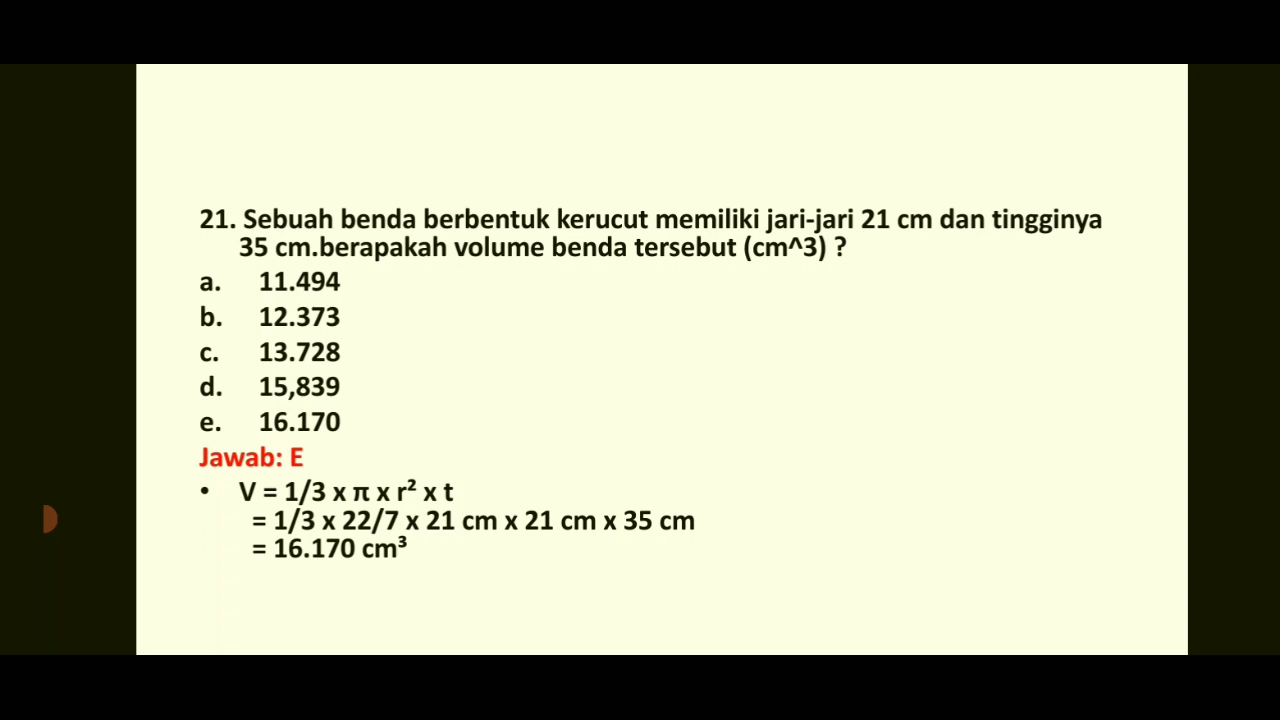 21. Sebuah benda berbentuk kerucut memiliki jari-jari 21 cm dan tingginya
35 cm.berapakah volume benda tersebut (cm^3) ?
a. 11.494
b. 12.373
c. 13.728
d. 15,839
e. 16.170
Jawab: E
• V = 1/3 x π x r² x t
= 1/3 x 22/7 x 21 cm x 21 cm x 35 cm
= 16.170 cm³